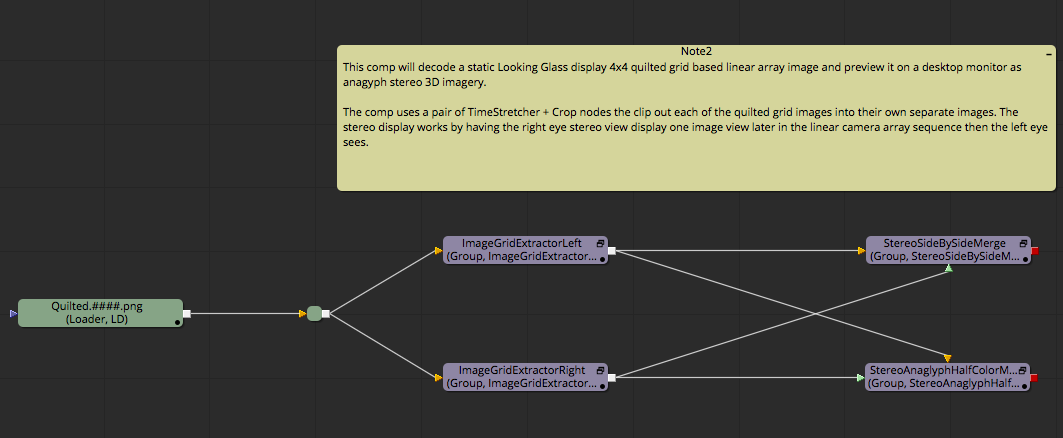 Note2
This comp will decode a static Looking Glass display 4x4 quilted grid based linear array image and preview it on a desktop monitor as
anagyph stereo 3D imagery.
The comp uses a pair of TimeStretcher + Crop nodes the clip out each of the quilted grid images into their own separate images. The
stereo display works by having the right eye stereo view display one image view later in the linear camera array sequence then the left eye
sees.
ImageGridExtractorLeft
(Group, ImageGridExtractor...
StereoSideBySideMerge
(Group, StereoSideBySideM...
Quilted.####.png
(Loader, LD)
ImageGridExtractorRight
(Group, ImageGridExtractor...
StereoAnaglyphHalfColorM...
(Group, StereoAnaglyphHalf...